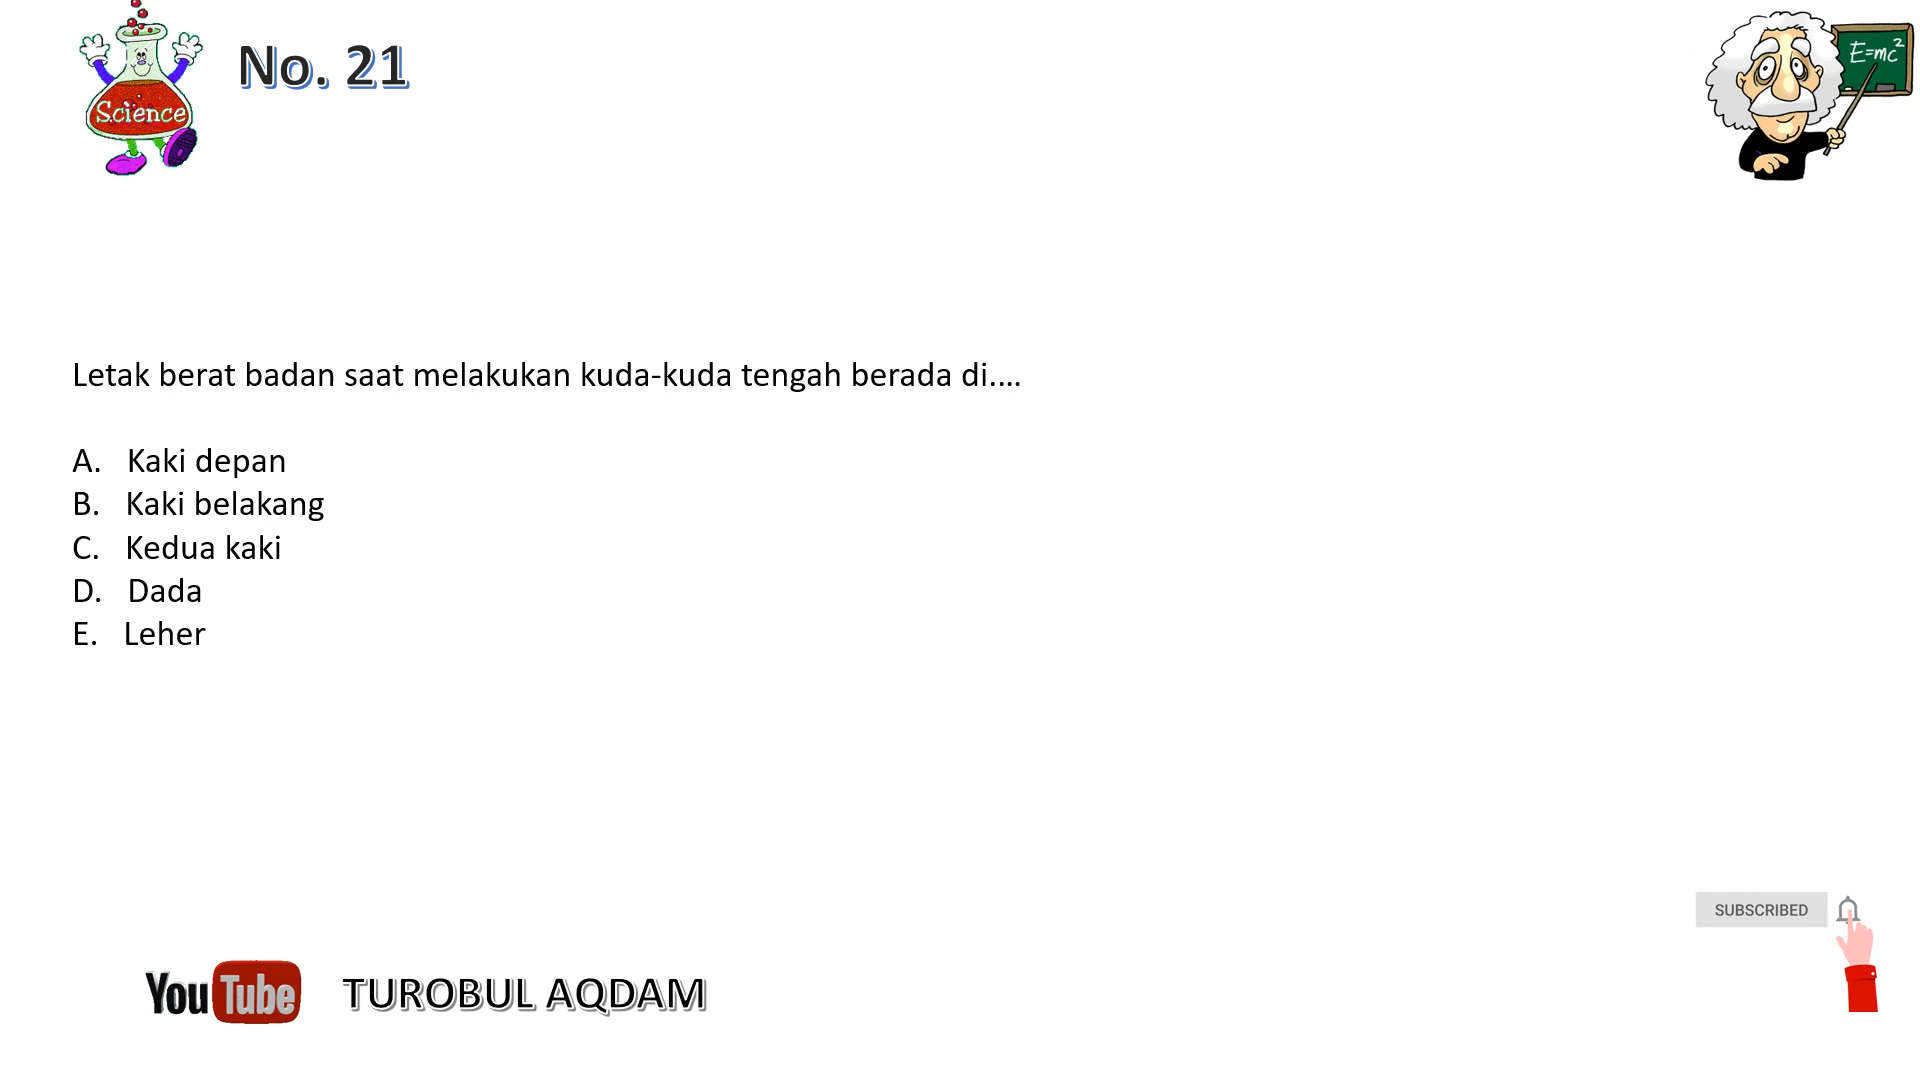 No. 21
Science
E=mc²
Letak berat badan saat melakukan kuda-kuda tengah berada di....
A. Kaki depan
B. Kaki belakang
C. Kedua kaki
D. Dada
E. Leher
SUBSCRIBED
YouTube TUROBUL AQDAM